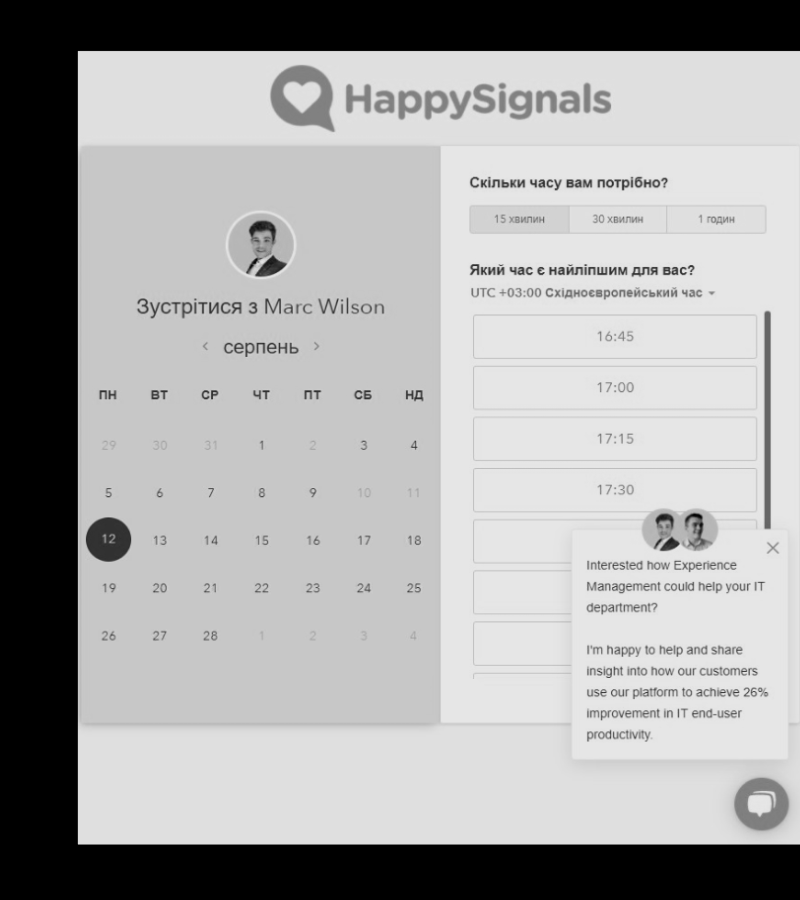 HappySignals
Зустрітися з Marc Wilson
серпень
ПН ВТ СР ЧТ ПТ СБ НД
29 30 31 1 2 3 4
5 6 7 8 9 10 11
12 13 14 15 16 17 18
19 20 21 22 23 24 25
26 27 28 1 2 3 4
Скільки часу вам потрібно?
15 хвилин 30 хвилин 1 годин
Який час є найліпшим для вас?
UTC +03:00 Східноєвропейський час
16:45
17:00
17:15
17:30
Interested how Experience
Management could help your IT
department?
I'm happy to help and share
insight into how our customers
use our platform to achieve 26%
improvement in IT end-user
productivity.